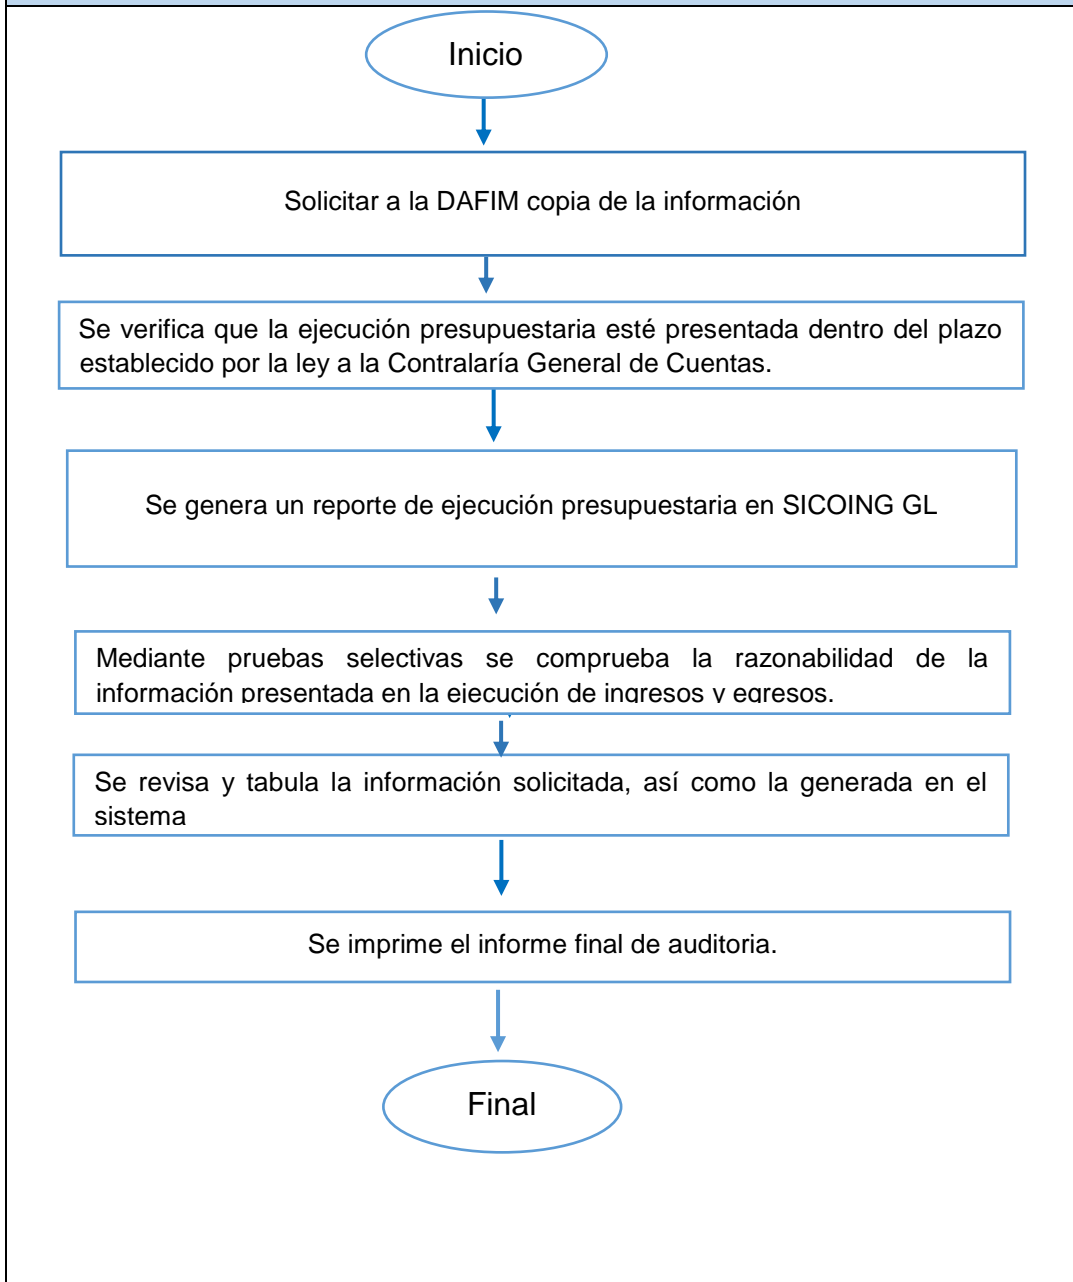 Inicio
Solicitar a la DAFIM copia de la información
Se verifica que la ejecución presupuestaria esté presentada dentro del plazo
establecido por la ley a la Contralaría General de Cuentas.
Se genera un reporte de ejecución presupuestaria en SICOING GL
Mediante pruebas selectivas se comprueba la razonabilidad de la
información presentada en la ejecución de ingresos y egresos.
Se revisa y tabula la información solicitada, así como la generada en el
sistema
Se imprime el informe final de auditoria.
Final